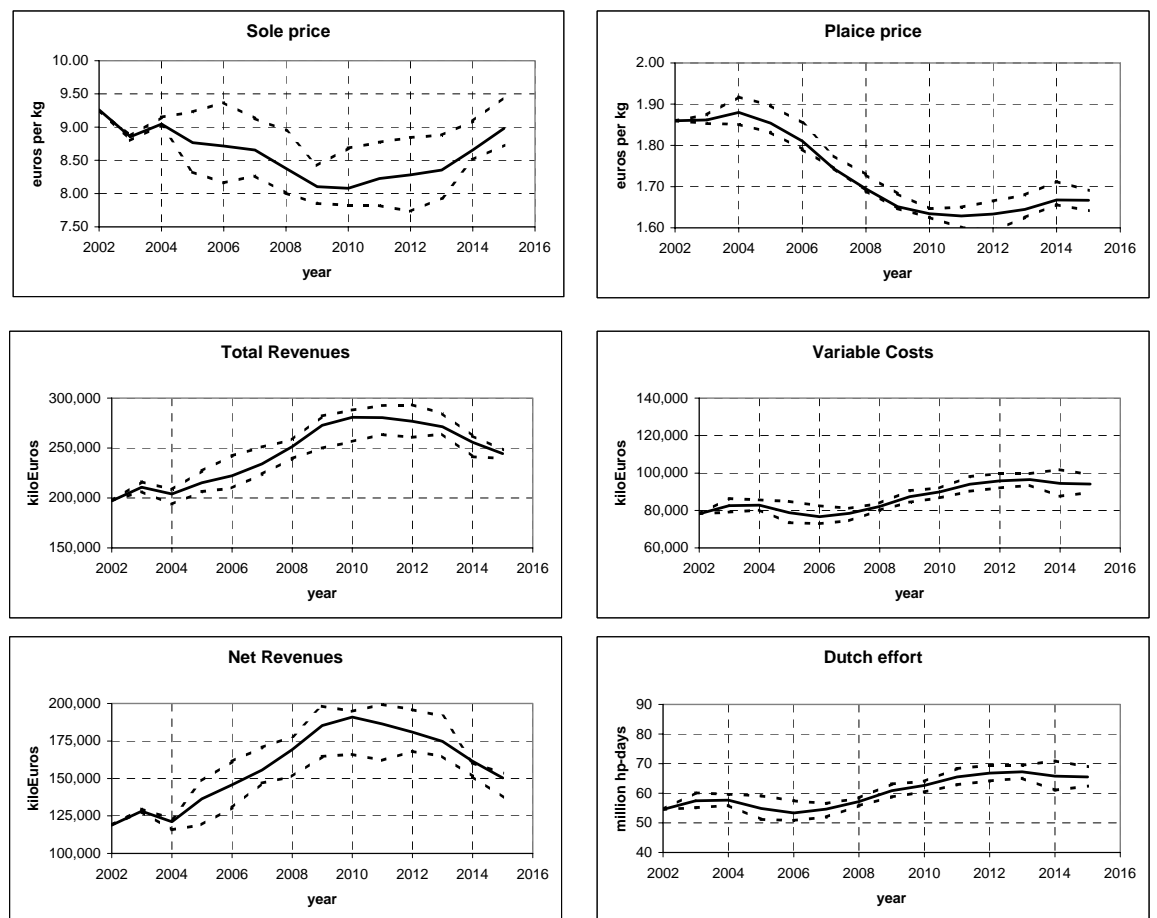 Sole price
10.00
9.50
9.00
8.50
8.00
7.50
euros per kg
2002 2004 2006 2008 2010 2012 2014 2016
year
Plaice price
2.00
1.90
1.80
1.70
1.60
euros per kg
2002 2004 2006 2008 2010 2012 2014 2016
year
Total Revenues
300,000
250,000
200,000
150,000
kiloEuros
2002 2004 2006 2008 2010 2012 2014 2016
year
Variable Costs
140,000
120,000
100,000
80,000
60,000
kiloEuros
2002 2004 2006 2008 2010 2012 2014 2016
year
Net Revenues
200,000
175,000
150,000
125,000
100,000
kiloEuros
2002 2004 2006 2008 2010 2012 2014 2016
year
Dutch effort
90
80
70
60
50
40
million hp-days
2002 2004 2006 2008 2010 2012 2014 2016
year